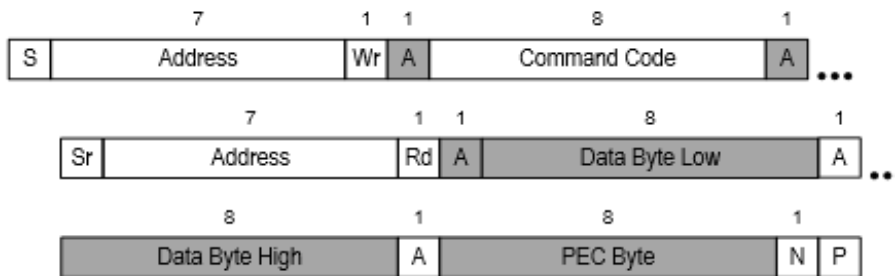 7 1 1 8 1
S Address Wr A Command Code A ...
7 1 1 8 1
Sr Address Rd A Data Byte Low A ..
8 1 8 1
Data Byte High A PEC Byte N P